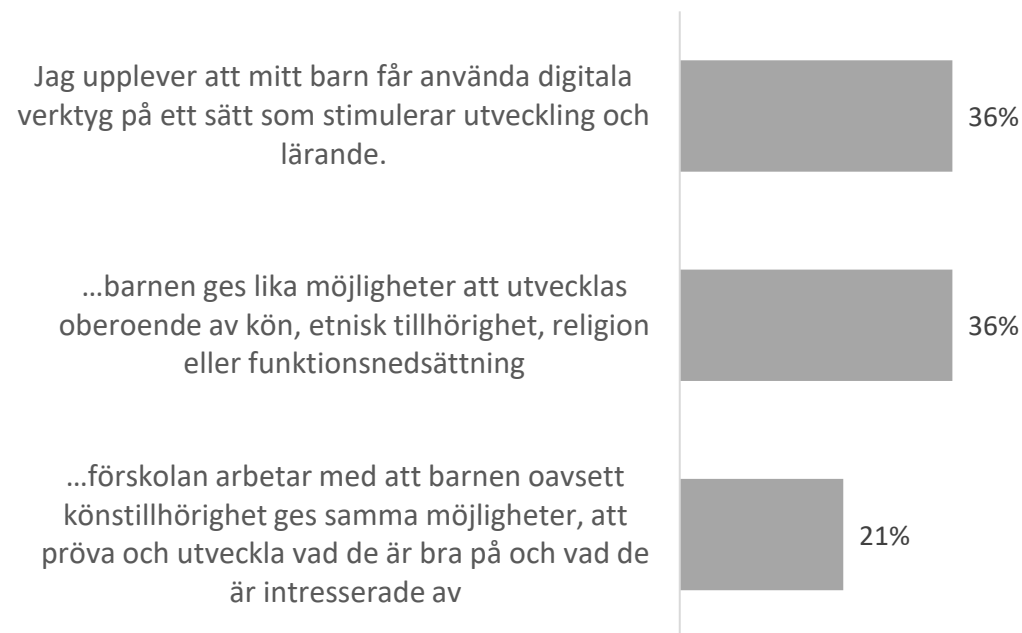 Jag upplever att mitt barn får använda digitala
verktyg på ett sätt som stimulerar utveckling och
lärande.
36%
...barnen ges lika möjligheter att utvecklas
oberoende av kön, etnisk tillhörighet, religion
eller funktionsnedsättning
36%
...förskolan arbetar med att barnen oavsett
könstillhörighet ges samma möjligheter, att
pröva och utveckla vad de är bra på och vad de
är intresserade av
21%